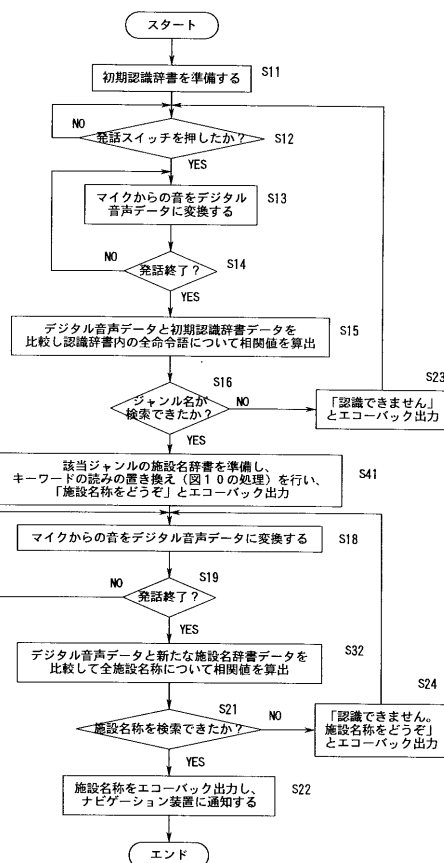 スタート
初期認識辞書を準備する
S11
NO
発話スイッチを押したか?
S12
YES
マイクからの音をデジタル
音声データに変換する
S13
NO
発話終了?
S14
YES
デジタル音声データと初期認識辞書データを
比較し認識辞書内の全命令語について相関値を算出
S15
S16
ジャンル名が
検索できたか?
NO
YES
S23
「認識できません」
とエコーバック出力
該当ジャンルの施設名辞書を準備し、
キーワードの読みの置き換え(図10の処理)を行い、
「施設名称をどうぞ」とエコーバック出力
S41
マイクからの音をデジタル音声データに変換する
S18
NO
S19
発話終了?
YES
デジタル音声データと新たな施設名辞書データを
比較して全施設名称について相関値を算出
S32
S21
施設名称を検索できたか?
NO
YES
S24
「認識できません。
施設名称をどうぞ」
とエコーバック出力
施設名称をエコーバック出力し、
ナビゲーション装置に通知する
S22
エンド